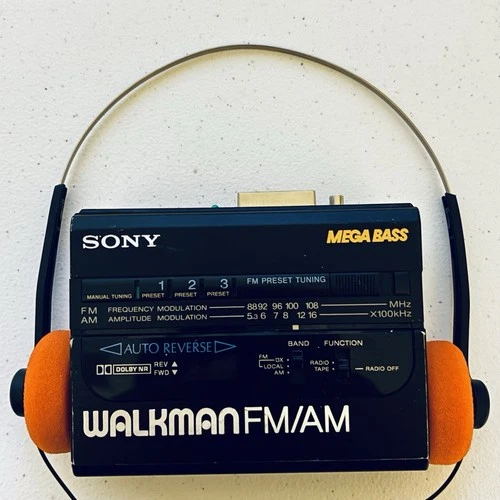 SONY
MEGA BASS
1 2 3
FM PRESET TUNING
MANUAL TUNING PRESET PRESET PRESET
FM FREQUENCY MODULATION 88 92 96 100 108 MHz
AM AMPLITUDE MODULATION 5.3 6 7 8 12 16 X100kHz
AUTO REVERSE
BAND FUNCTION
DOLBY NR
REV ▲
FWD ▼
FM DX
LOCAL
AM
RADIO
TAPE
RADIO OFF
WALKMAN FM/AM